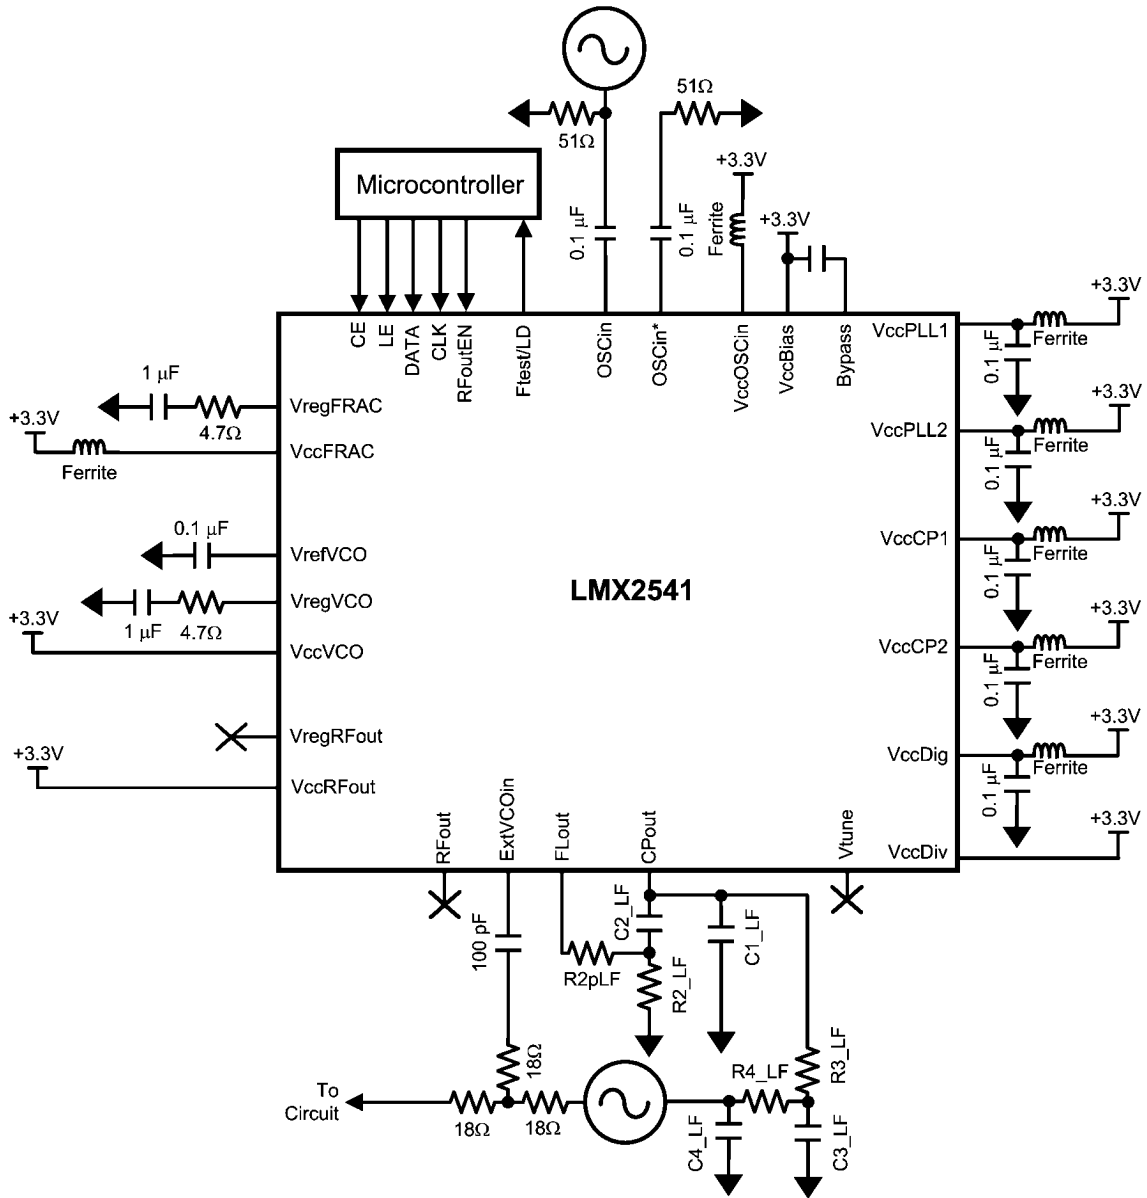 51Ω
51Ω
+3.3V
Microcontroller
0.1 µF
0.1 µF
Ferrite
+3.3V
CE
LE
DATA
CLK
RFoutEN
Ftest/LD
OSCin
OSCin*
VccOSCin
VccBias
Bypass
+3.3V
VccPLL1
Ferrite
0.1 µF
1 µF
4.7Ω
VregFRAC
+3.3V
VccFRAC
Ferrite
+3.3V
VccPLL2
Ferrite
0.1 µF
0.1 µF
VrefVCO
+3.3V
VccCP1
Ferrite
0.1 µF
LMX2541
VregVCO
1 µF
4.7Ω
+3.3V
VccVCO
+3.3V
VccCP2
Ferrite
0.1 µF
VregRFout
+3.3V
VccRFout
+3.3V
VccDig
Ferrite
0.1 µF
RFout
ExtVCOin
FLout
CPout
Vtune
+3.3V
VccDiv
100 pF
C2_LF
C1_LF
R2pLF
R2_LF
18Ω
R3_LF
R4_LF
To
Circuit
18Ω
18Ω
C4_LF
C3_LF